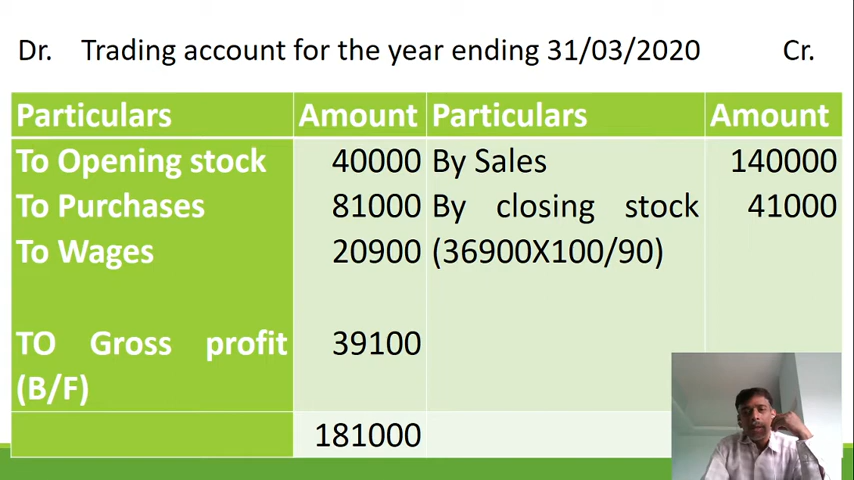 Dr. Trading account for the year ending 31/03/2020 Cr.
Particulars Amount Particulars Amount
To Opening stock 40000 By Sales 140000
To Purchases 81000 By closing stock 41000
To Wages 20900 (36900X100/90)
TO Gross profit 39100
(B/F)
181000